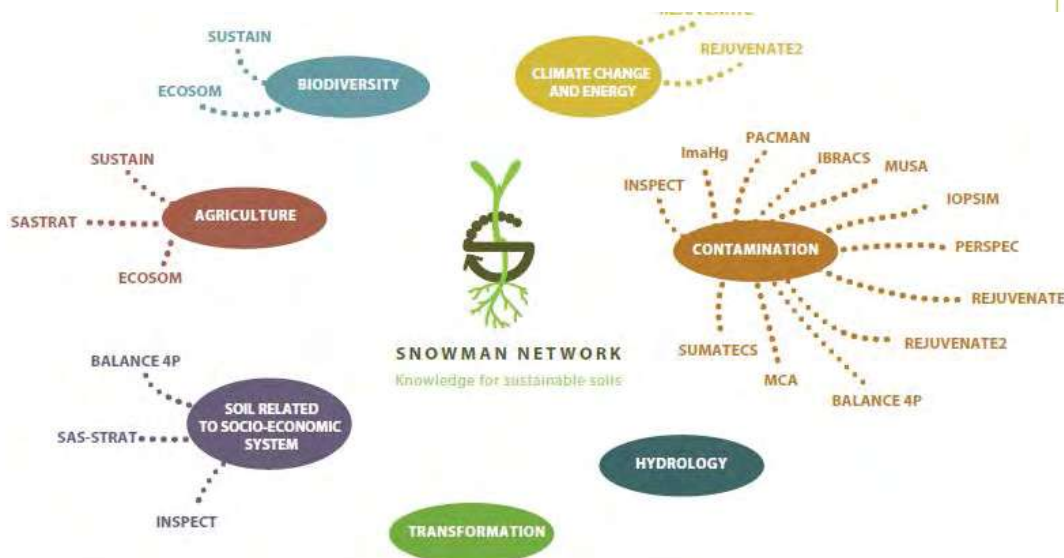 SUSTAIN
ECOSOM
BIODIVERSITY
REJUVENATE2
CLIMATE CHANGE
AND ENERGY
SUSTAIN
SASTRAT
ECOSOM
AGRICULTURE
INSPECT
ImaHg
PACMAN
IBRACS
MUSA
IOPSIM
PERSPEC
REJUVENATE
REJUVENATE2
BALANCE 4P
MCA
SUMATECS
CONTAMINATION
SNOWMAN NETWORK
Knowledge for sustainable soils
BALANCE 4P
SAS-STRAT
INSPECT
SOIL RELATED
TO SOCIO-ECONOMIC
SYSTEM
HYDROLOGY
TRANSFORMATION